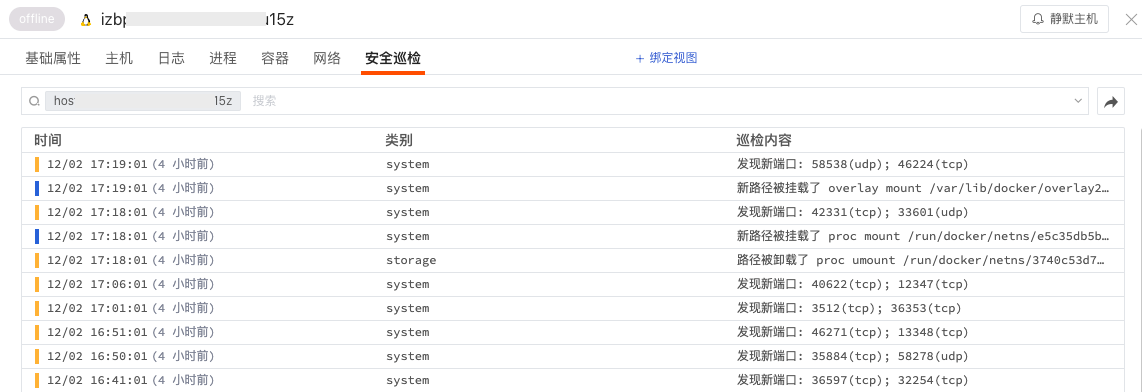 offline izbp u15z 静默主机
基础属性 主机 日志 进程 容器 网络 安全巡检 + 绑定视图
hos 15z 搜索
时间 类别 巡检内容
12/02 17:19:01 (4 小时前) system 发现新端口: 58538(udp); 46224(tcp)
12/02 17:19:01 (4 小时前) system 新路径被挂载了 overlay mount /var/lib/docker/overlay2…
12/02 17:18:01 (4 小时前) system 发现新端口: 42331(tcp); 33601(udp)
12/02 17:18:01 (4 小时前) system 新路径被挂载了 proc mount /run/docker/netns/e5c35db5b…
12/02 17:18:01 (4 小时前) storage 路径被卸载了 proc umount /run/docker/netns/3740c53d7…
12/02 17:06:01 (4 小时前) system 发现新端口: 40622(tcp); 12347(tcp)
12/02 17:01:01 (4 小时前) system 发现新端口: 3512(tcp); 36353(tcp)
12/02 16:51:01 (4 小时前) system 发现新端口: 46271(tcp); 13348(tcp)
12/02 16:50:01 (4 小时前) system 发现新端口: 35884(tcp); 58278(udp)
12/02 16:41:01 (4 小时前) system 发现新端口: 36597(tcp); 32254(tcp)